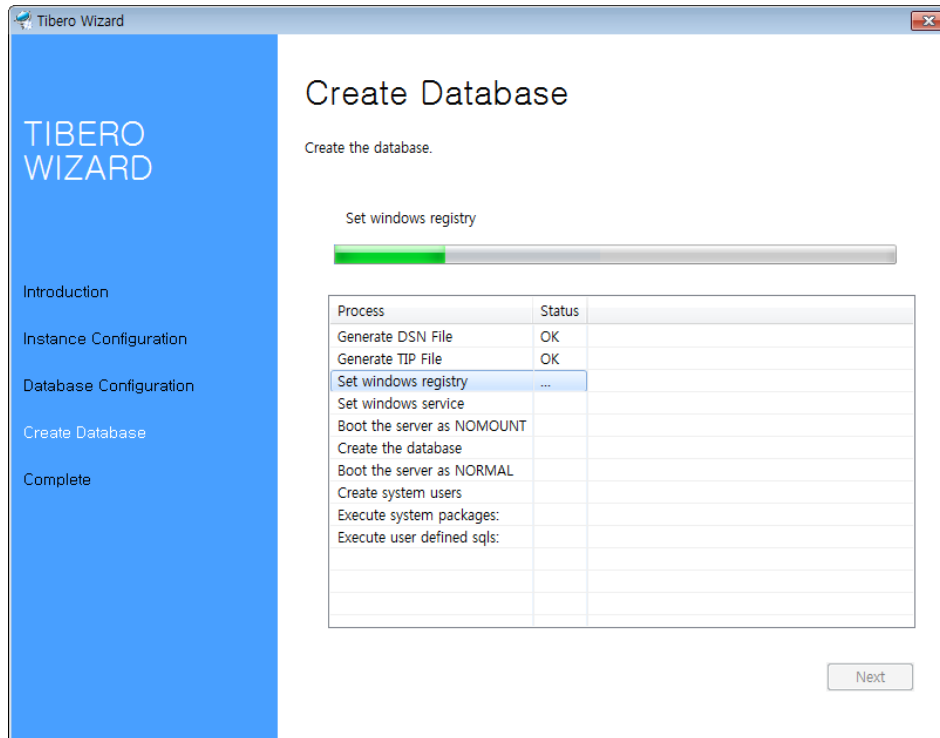 Tibero Wizard
TIBERO
WIZARD
Introduction
Instance Configuration
Database Configuration
Create Database
Complete
Create Database
Create the database.
Set windows registry
Process Status
Generate DSN File OK
Generate TIP File OK
Set windows registry ...
Set windows service
Boot the server as NOMOUNT
Create the database
Boot the server as NORMAL
Create system users
Execute system packages:
Execute user defined sqls:
Next